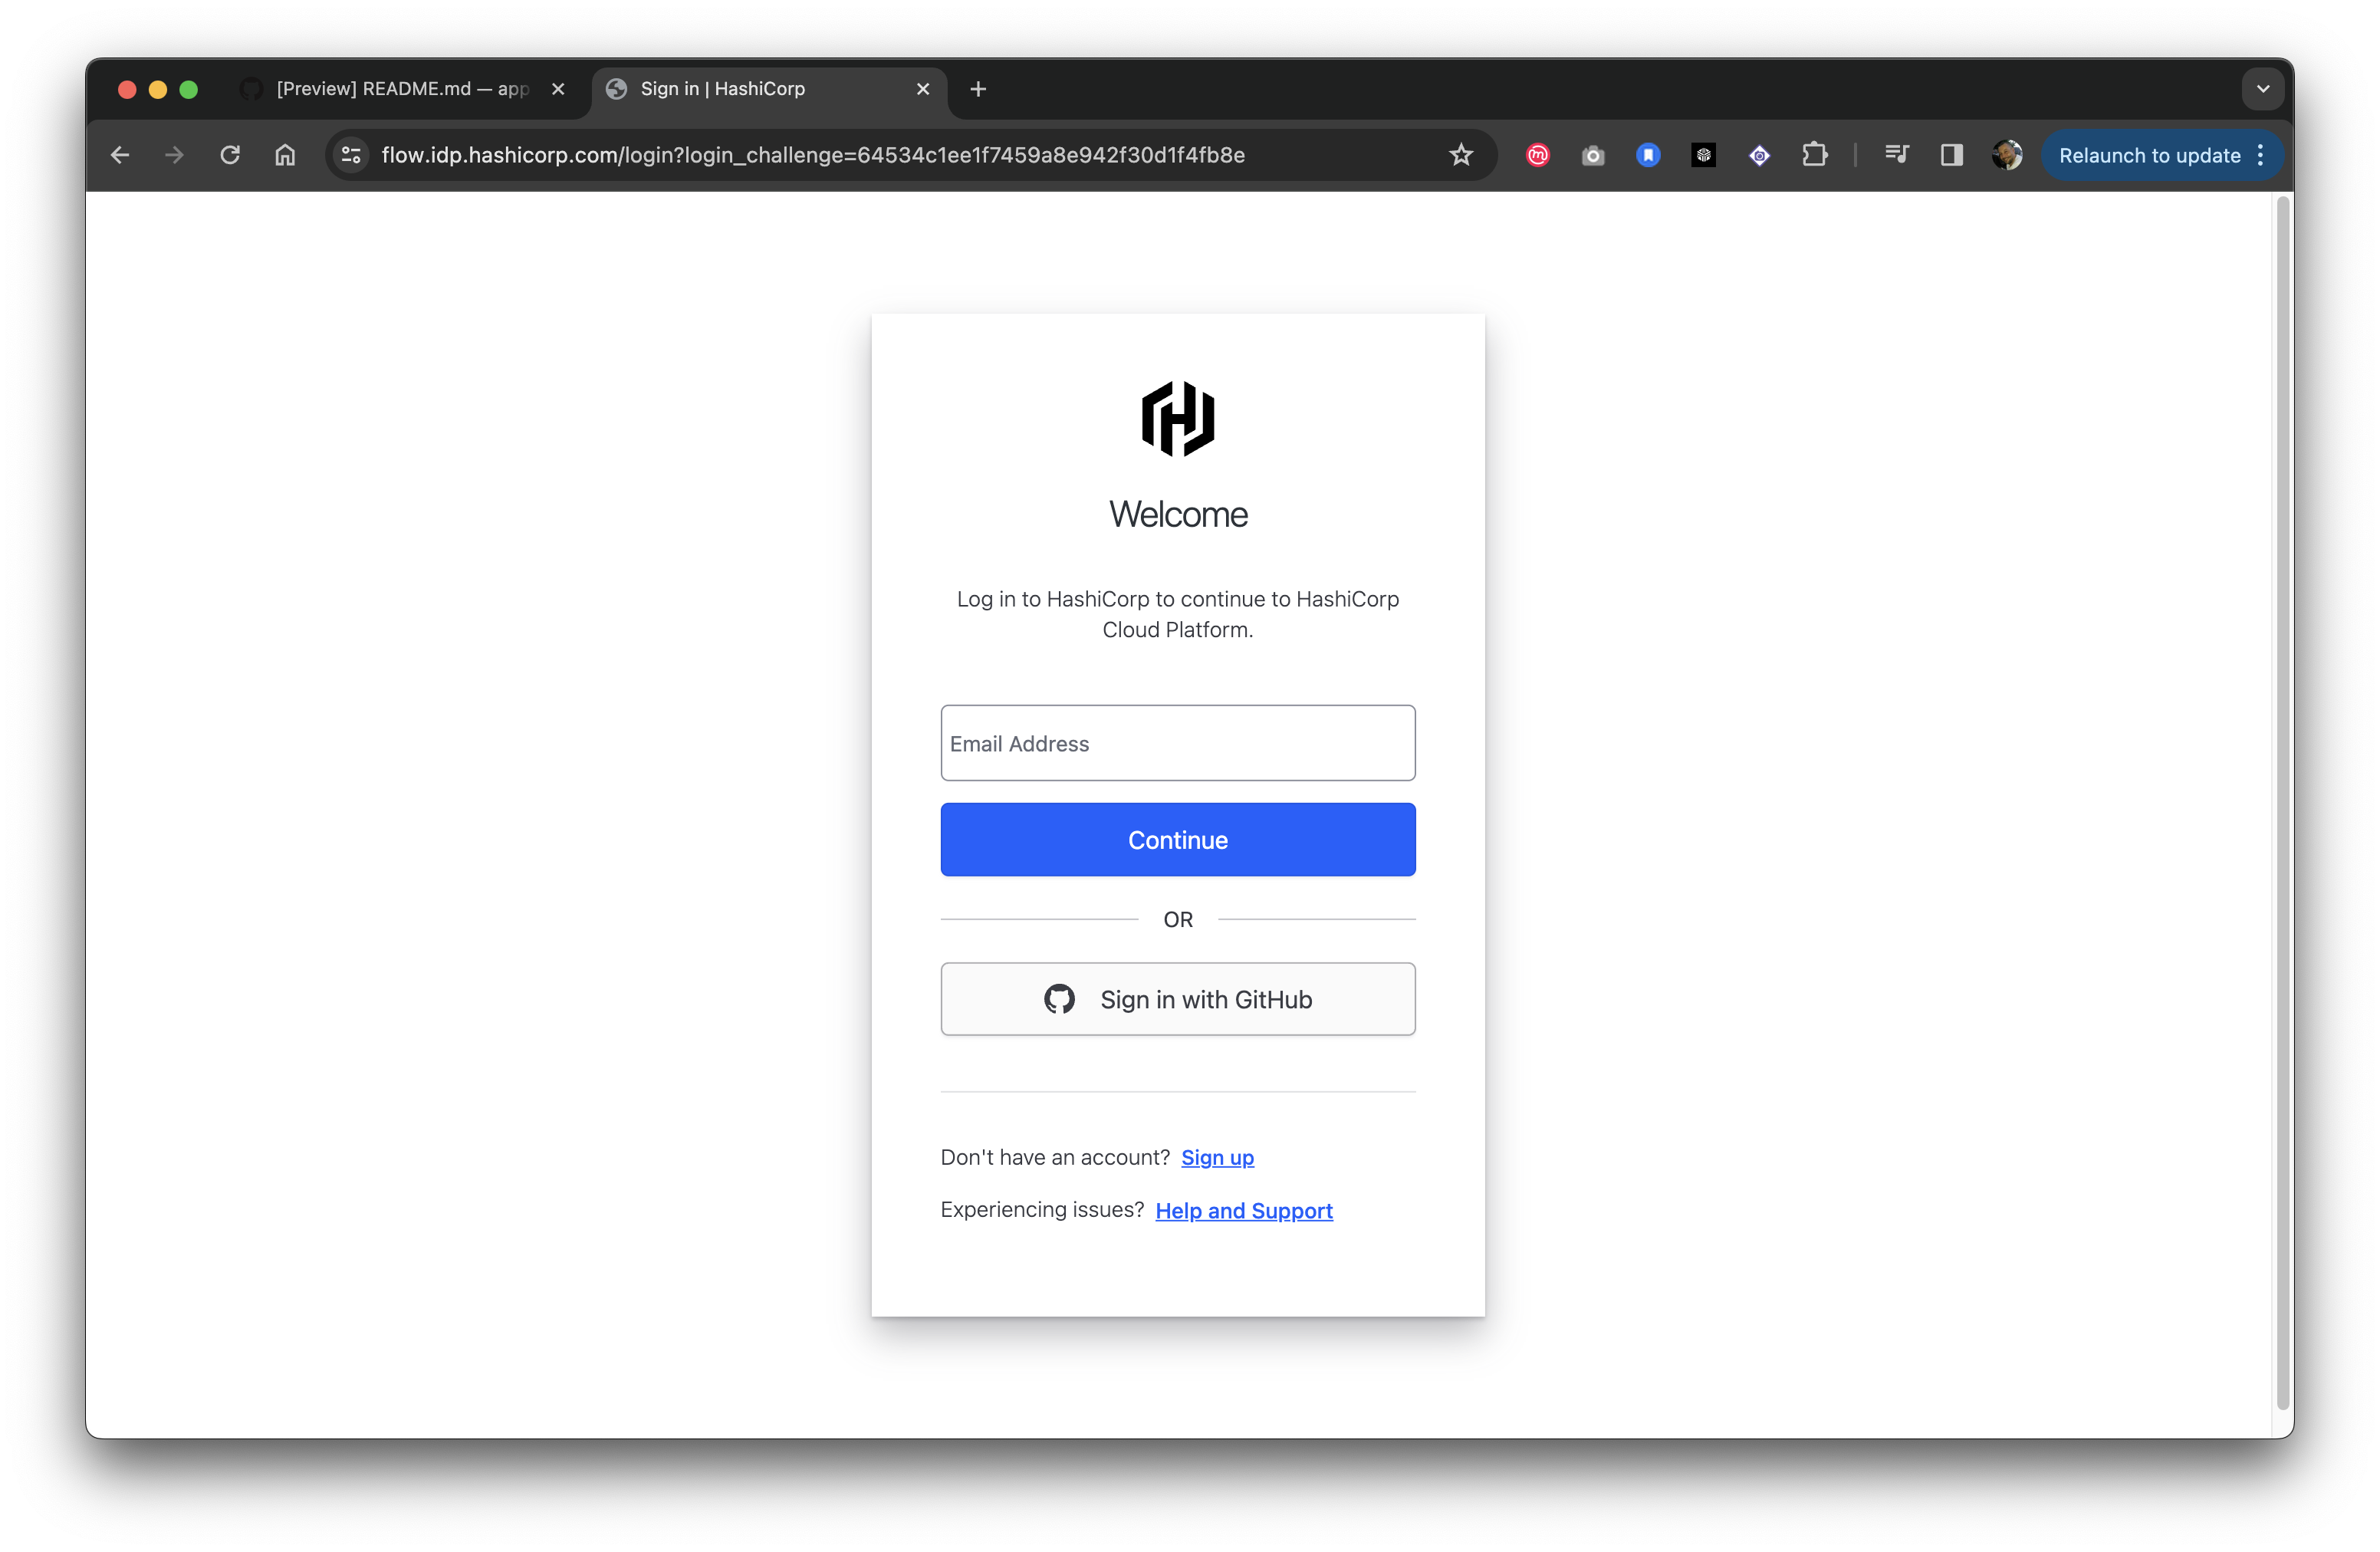 [Preview] README.md — app
Sign in | HashiCorp
flow.idp.hashicorp.com/login?login_challenge=64534c1ee1f7459a8e942f30d1f4fb8e
Relaunch to update
Welcome
Log in to HashiCorp to continue to HashiCorp
Cloud Platform.
Email Address
Continue
OR
Sign in with GitHub
Don't have an account? Sign up
Experiencing issues? Help and Support